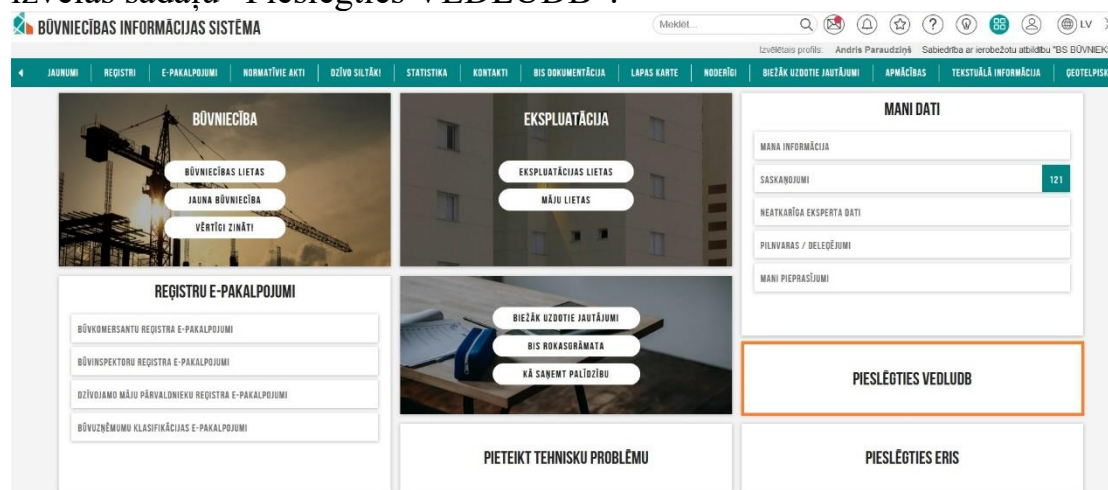 izvēlas sadaļu "Pieslēgties VEDLUDB".
BŪVNIECĪBAS INFORMĀCIJAS SISTĒMA
Meklēt...
LV
Izvēlētais profils: Andris Paraudziņš Sabiedrība ar ierobežotu atbildību "BS BŪVNIEK
JAUNUMI
REĢISTRI
E-PAKALPOJUMI
NORMATĪVIE AKTI
DZĪVO SILTĀK!
STATISTIKA
KONTAKTI
BIS DOKUMENTĀCIJA
LAPAS KARTE
NODERĪGI
BIEŽĀK UZDOTIE JAUTĀJUMI
APMĀCĪBAS
TEKSTUĀLĀ INFORMĀCIJA
ĢEOTELPISK
BŪVNIECĪBA
BŪVNIECĪBAS LIETAS
JAUNA BŪVNIECĪBA
VĒRTĪGI ZINĀT!
EKSPLUATĀCIJA
EKSPLUATĀCIJAS LIETAS
MĀJU LIETAS
MANI DATI
MANA INFORMĀCIJA
SASKAŅOJUMI 121
NEATKARĪGA EKSPERTA DATI
PILNVARAS / DELEĢĒJUMI
MANI PIEPRASĪJUMI
REĢISTRU E-PAKALPOJUMI
BŪVKOMERSANTU REĢISTRA E-PAKALPOJUMI
BŪVINSPEKTORU REĢISTRA E-PAKALPOJUMI
DZĪVOJAMO MĀJU PĀRVALDNIEKU REĢISTRA E-PAKALPOJUMI
BŪVUZŅĒMUMU KLASIFIKĀCIJAS E-PAKALPOJUMI
BIEŽĀK UZDOTIE JAUTĀJUMI
BIS ROKASGRĀMATA
KĀ SAŅEMT PALĪDZĪBU
PIESLĒGTIES VEDLUDB
PIETEIKT TEHNISKU PROBLĒMU
PIESLĒGTIES ERIS